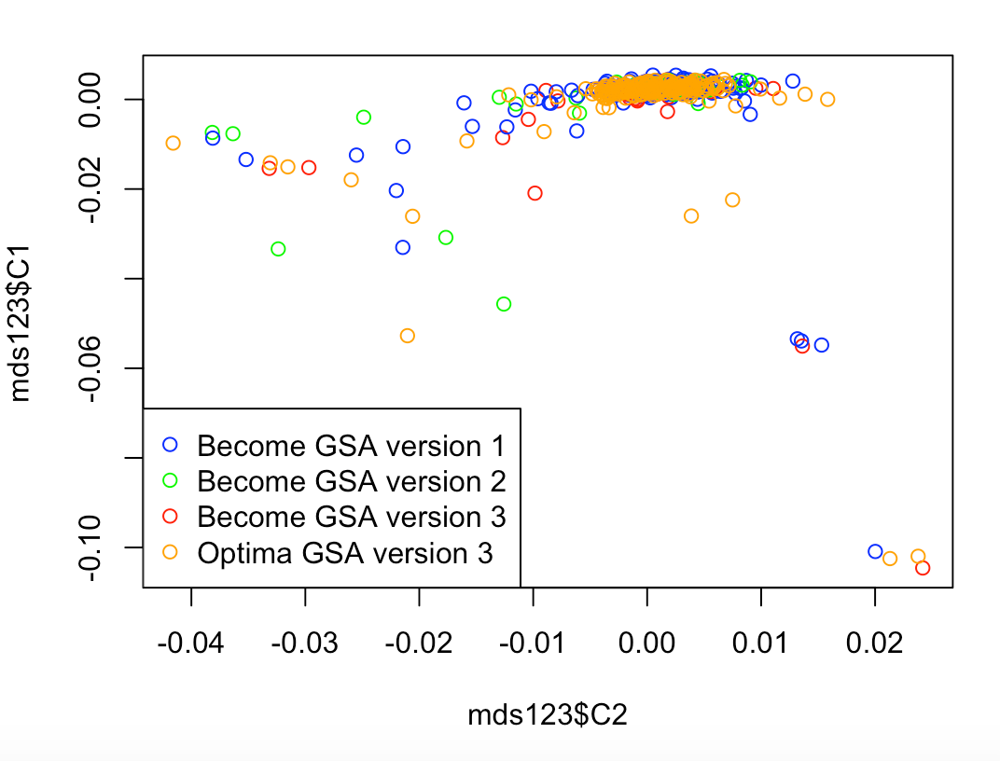 0.00
-0.02
-0.06
-0.10
mds123$C1
Become GSA version 1
Become GSA version 2
Become GSA version 3
Optima GSA version 3
-0.04 -0.03 -0.02 -0.01 0.00 0.01 0.02
mds123$C2